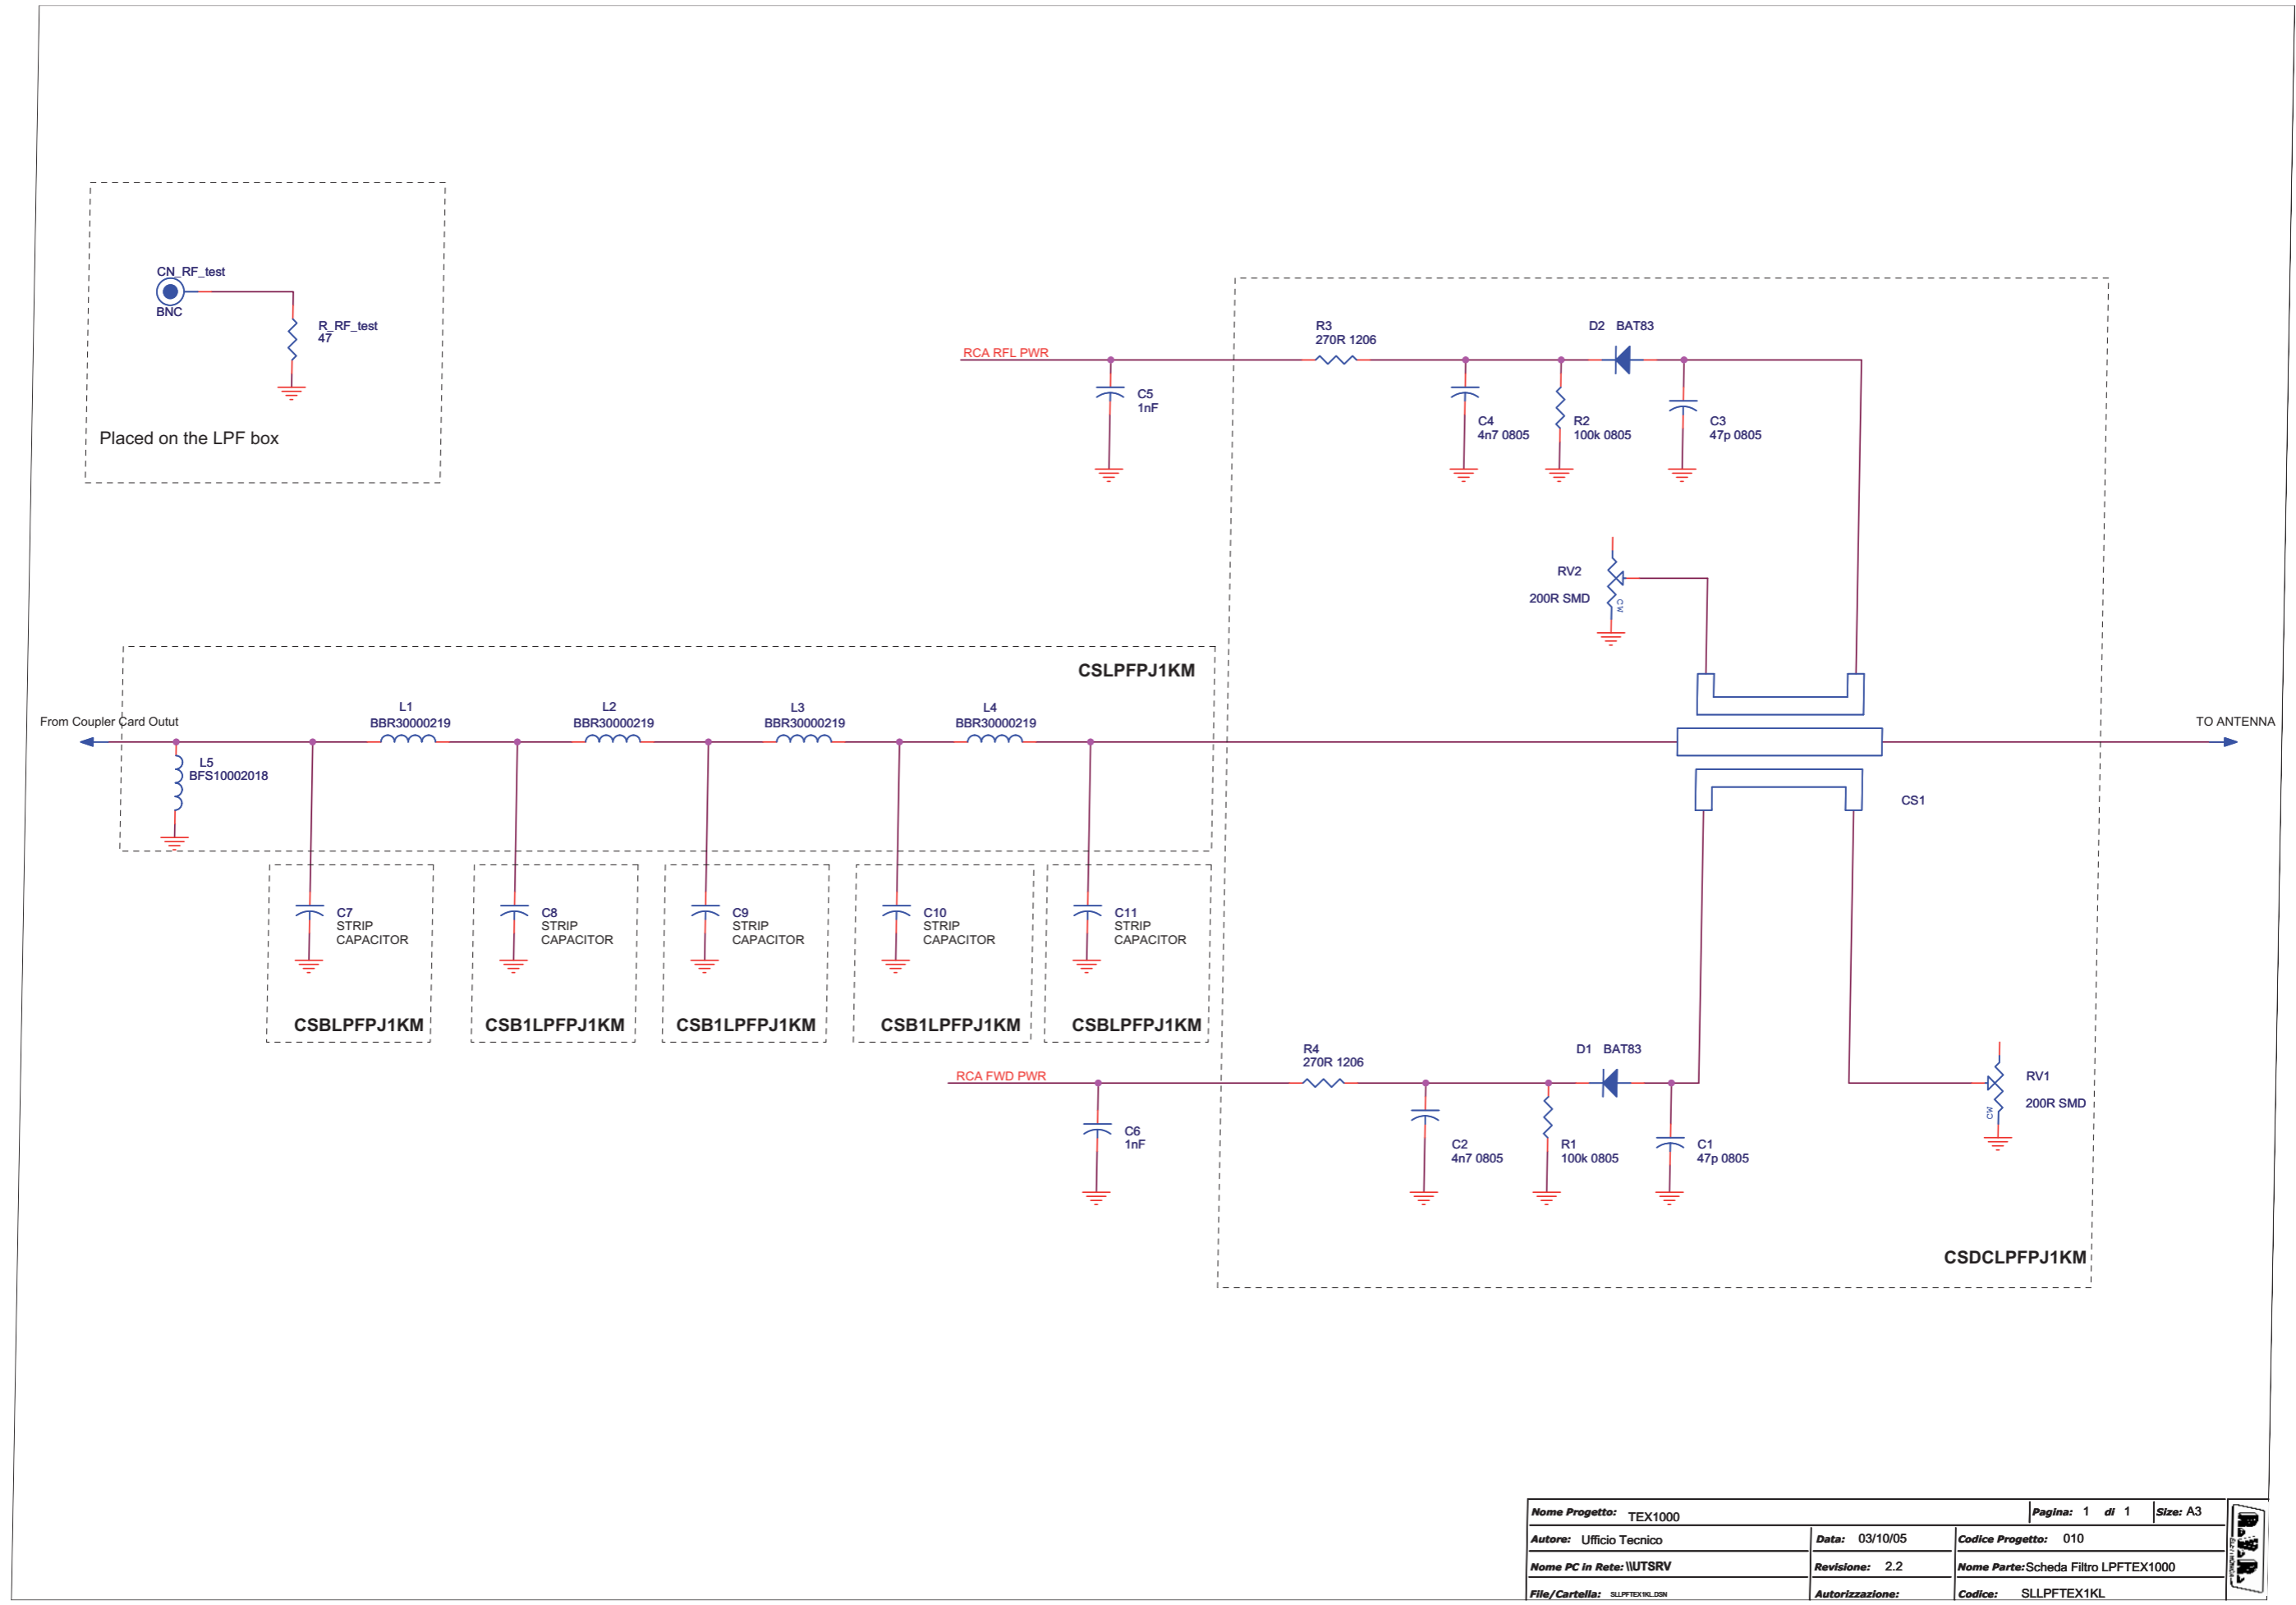 CN_RF_test
BNC
R_RF_test
47
Placed on the LPF box
RCA RFL PWR
C5
1nF
R3
270R 1206
C4
4n7 0805
R2
100k 0805
D2 BAT83
C3
47p 0805
RV2
200R SMD
CW
CSLPFPJ1KM
From Coupler Card Outut
L1
BBR30000219
L2
BBR30000219
L3
BBR30000219
L4
BBR30000219
L5
BFS10002018
TO ANTENNA
CS1
C7
STRIP
CAPACITOR
CSBLPFPJ1KM
C8
STRIP
CAPACITOR
CSB1LPFPJ1KM
C9
STRIP
CAPACITOR
CSB1LPFPJ1KM
C10
STRIP
CAPACITOR
CSB1LPFPJ1KM
C11
STRIP
CAPACITOR
CSBLPFPJ1KM
RCA FWD PWR
C6
1nF
R4
270R 1206
C2
4n7 0805
R1
100k 0805
D1 BAT83
C1
47p 0805
RV1
200R SMD
CW
CSDCLPFPJ1KM
Nome Progetto: TEX1000
Pagina: 1 di 1
Size: A3
Autore: Ufficio Tecnico
Data: 03/10/05
Codice Progetto: 010
Nome PC in Rete: \\UTSRV
Revisione: 2.2
Nome Parte: Scheda Filtro LPFTEX1000
File/Cartella: SLLPFTEX1KL.DSN
Autorizzazione:
Codice: SLLPFTEX1KL
R.V.R.